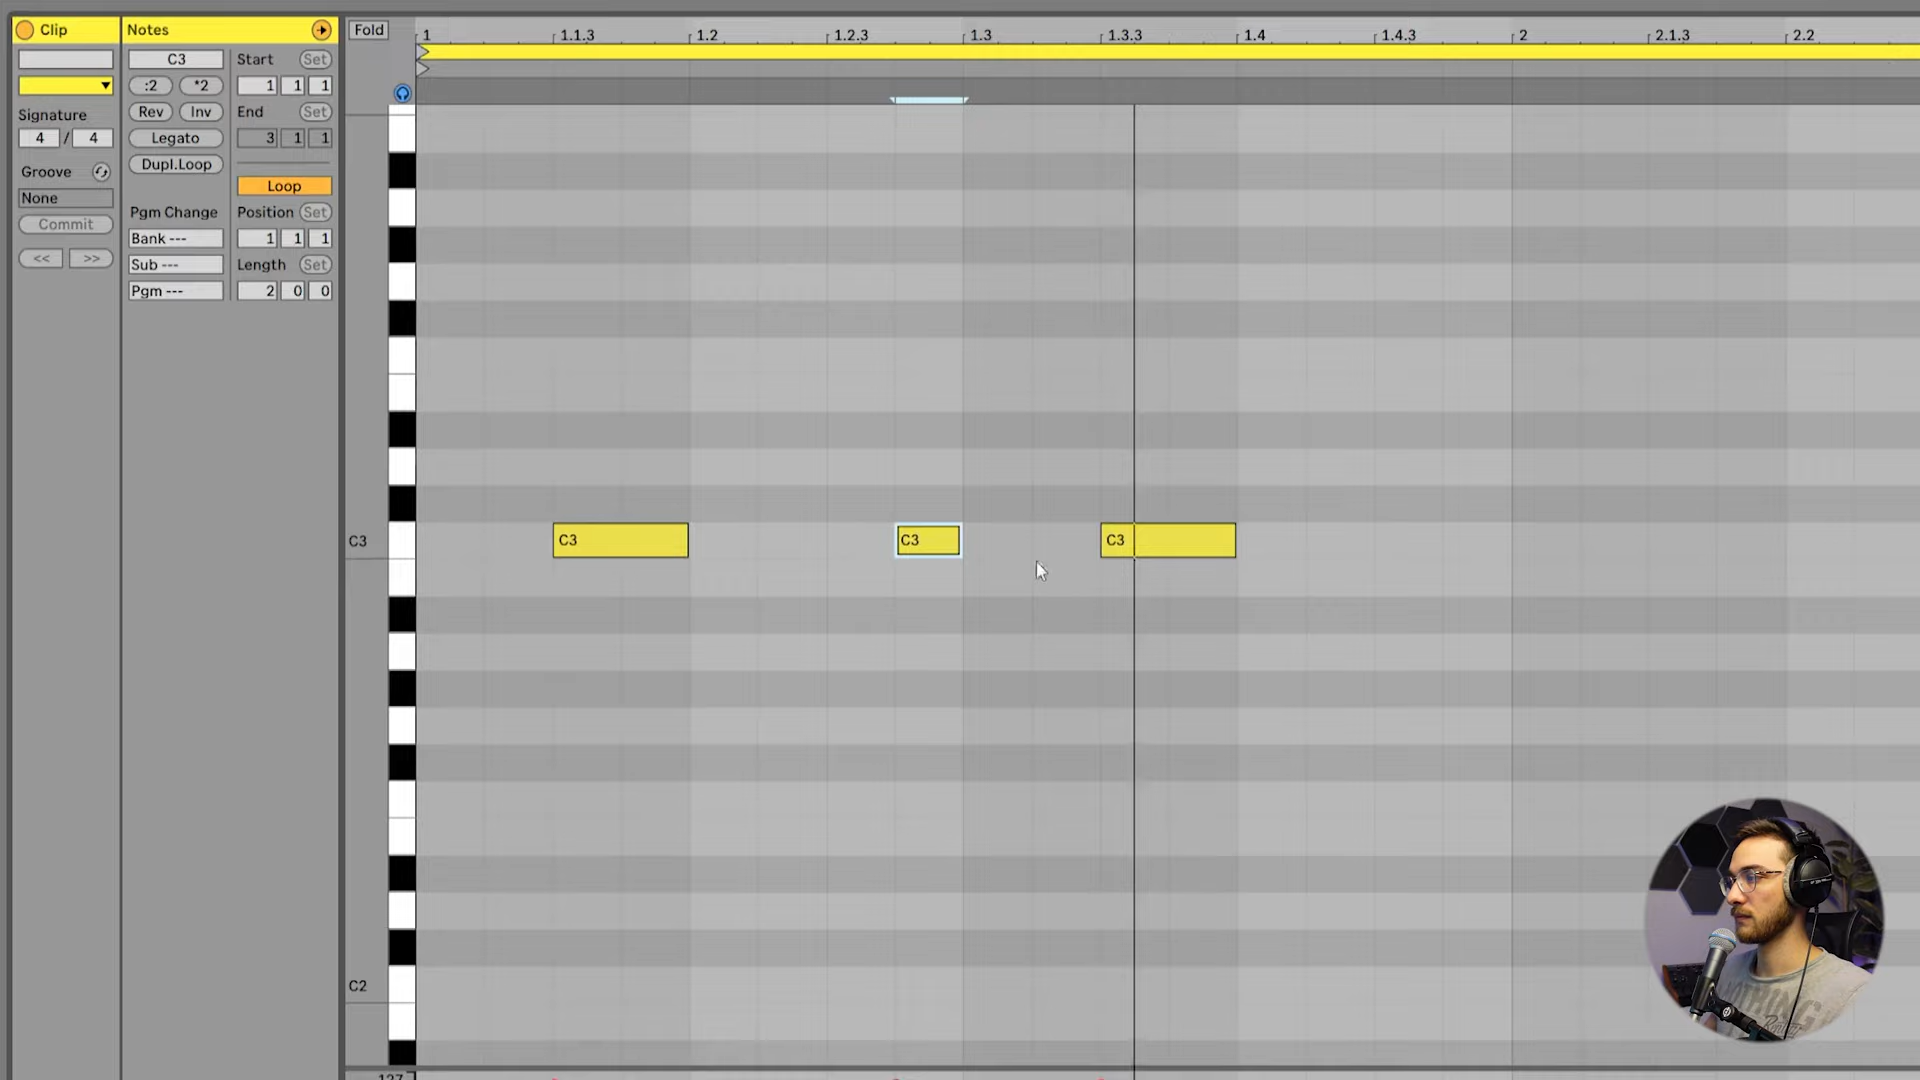 Clip
Notes
C3
Start
Set
:2
*2
1
1
1
Rev
Inv
End
Set
Signature
Legato
3
1
1
4 / 4
Dupl.Loop
Groove
Loop
None
Pgm Change
Position
Set
Commit
Bank ---
1
1
1
<<
>>
Sub ---
Length
Set
Pgm ---
2
0
0
Fold
1
1.1.3
1.2
1.2.3
1.3
1.3.3
1.4
1.4.3
2
2.1.3
2.2
C3
C3
C3
C3
C2
127